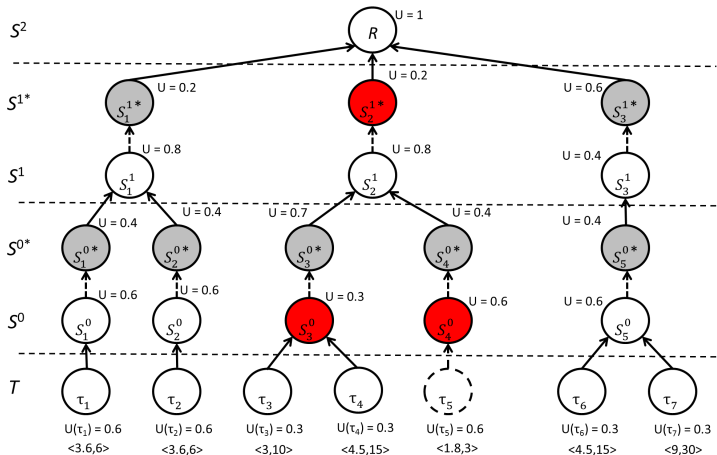 S² R U = 1
S¹* S₁¹* U = 0.2 S₂¹* U = 0.2 S₃¹* U = 0.6
S¹ S₁¹ U = 0.8 S₂¹ U = 0.8 S₃¹ U = 0.4
U = 0.4 U = 0.4 U = 0.7 U = 0.4 U = 0.4
S⁰* S₁⁰* S₂⁰* S₃⁰* S₄⁰* S₅⁰*
U = 0.6 U = 0.6 U = 0.3 U = 0.6 U = 0.6
S⁰ S₁⁰ S₂⁰ S₃⁰ S₄⁰ S₅⁰
T τ₁ τ₂ τ₃ τ₄ τ₅ τ₆ τ₇
U(τ₁) = 0.6 U(τ₂) = 0.6 U(τ₃) = 0.3 U(τ₄) = 0.3 U(τ₅) = 0.6 U(τ₆) = 0.3 U(τ₇) = 0.3
<3.6,6> <3.6,6> <3,10> <4.5,15> <1.8,3> <4.5,15> <9,30>